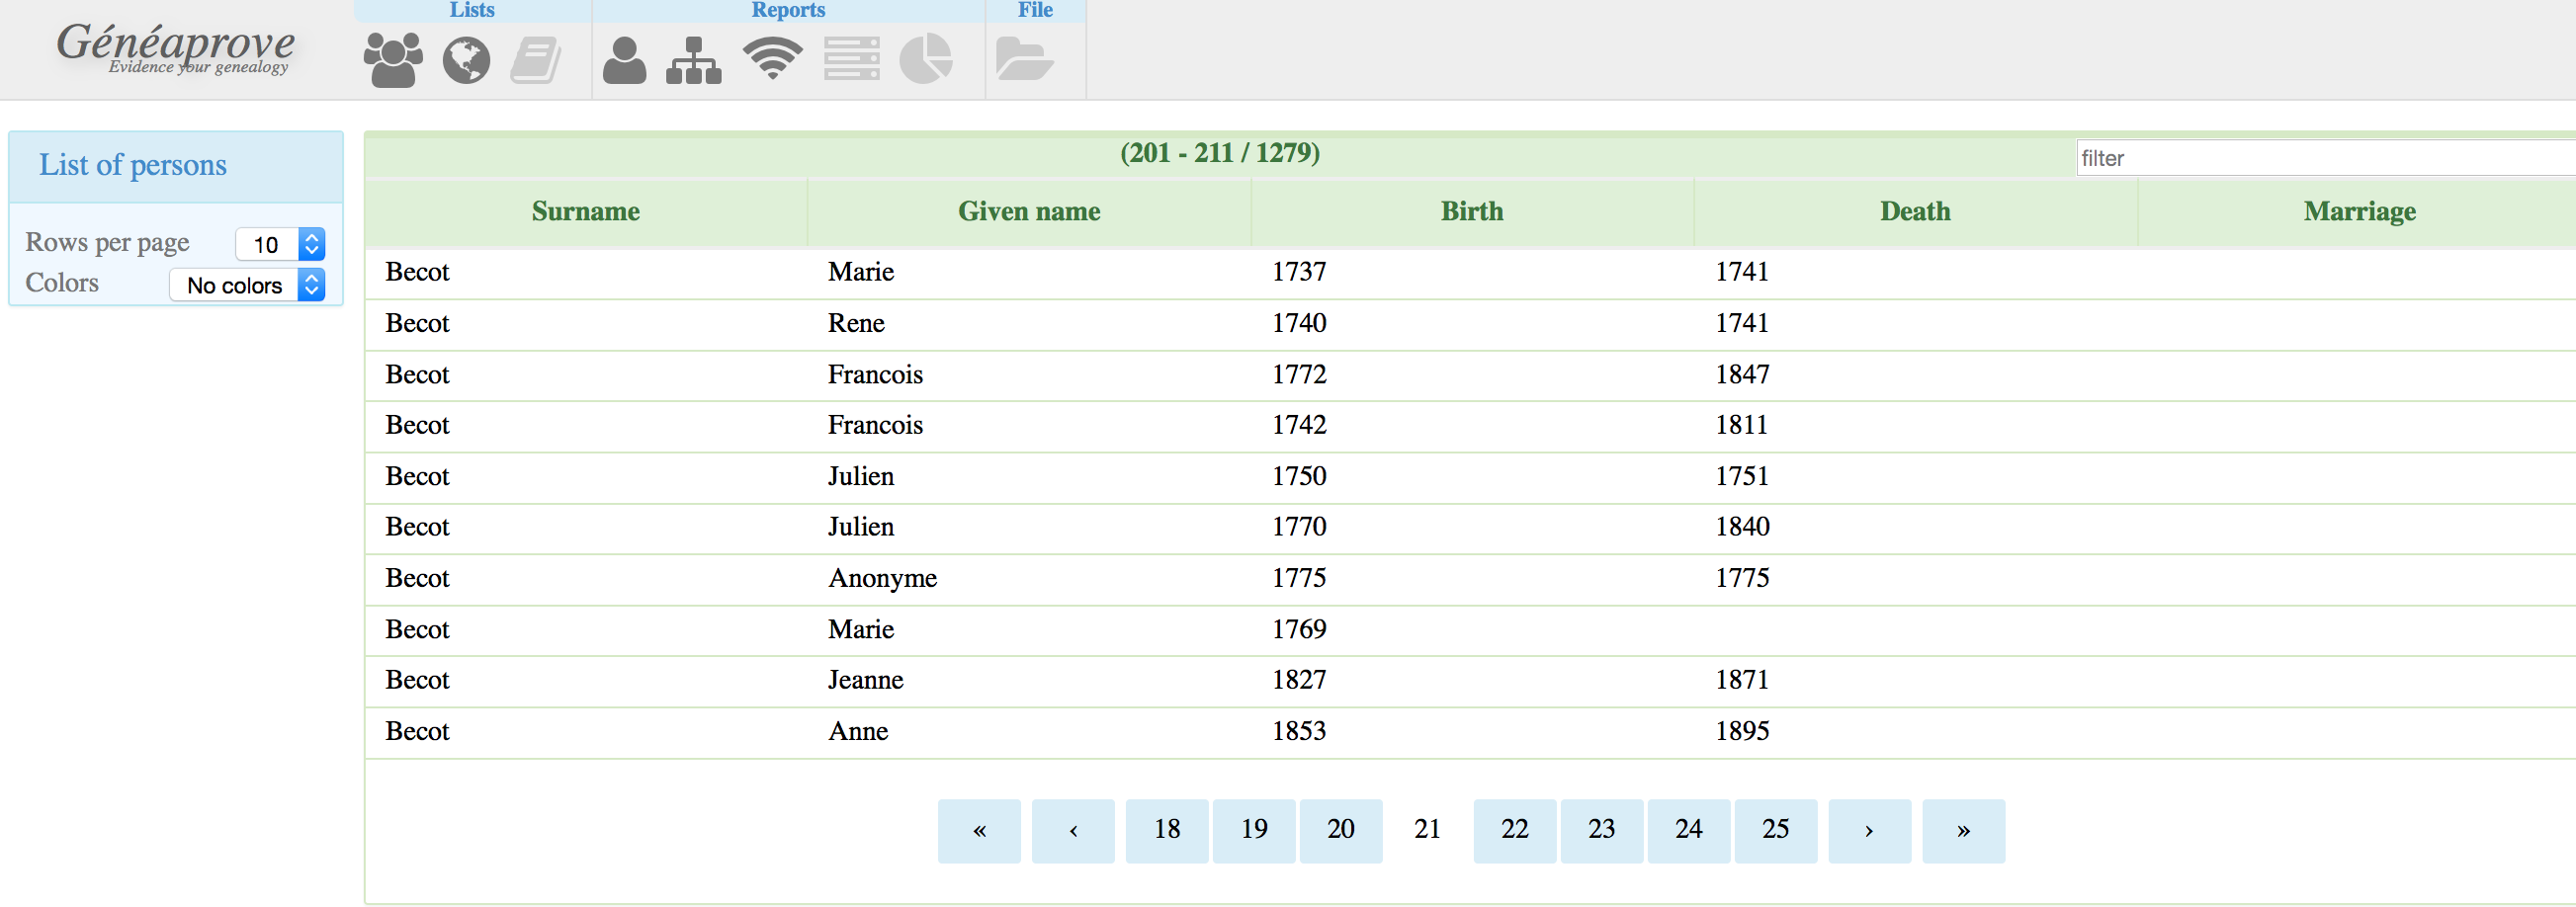 Lists Reports File
Généaprove
Evidence your genealogy
List of persons
Rows per page 10
Colors No colors
(201 - 211 / 1279) filter
Surname Given name Birth Death Marriage
Becot Marie 1737 1741
Becot Rene 1740 1741
Becot Francois 1772 1847
Becot Francois 1742 1811
Becot Julien 1750 1751
Becot Julien 1770 1840
Becot Anonyme 1775 1775
Becot Marie 1769
Becot Jeanne 1827 1871
Becot Anne 1853 1895
« ‹ 18 19 20 21 22 23 24 25 › »